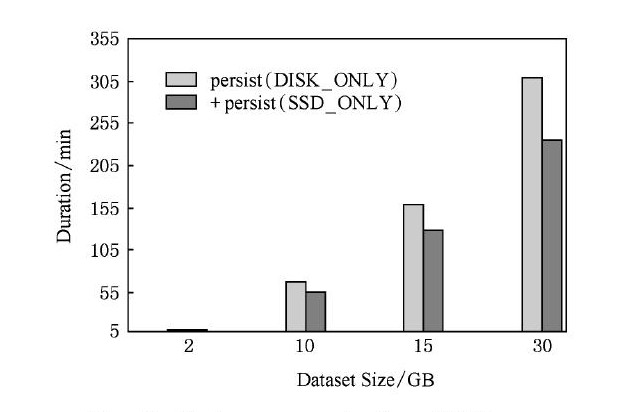 355
305
255
205
155
105
55
5
Duration/min
persist(DISK_ONLY)
+persist(SSD_ONLY)
2 10 15 30
Dataset Size/GB